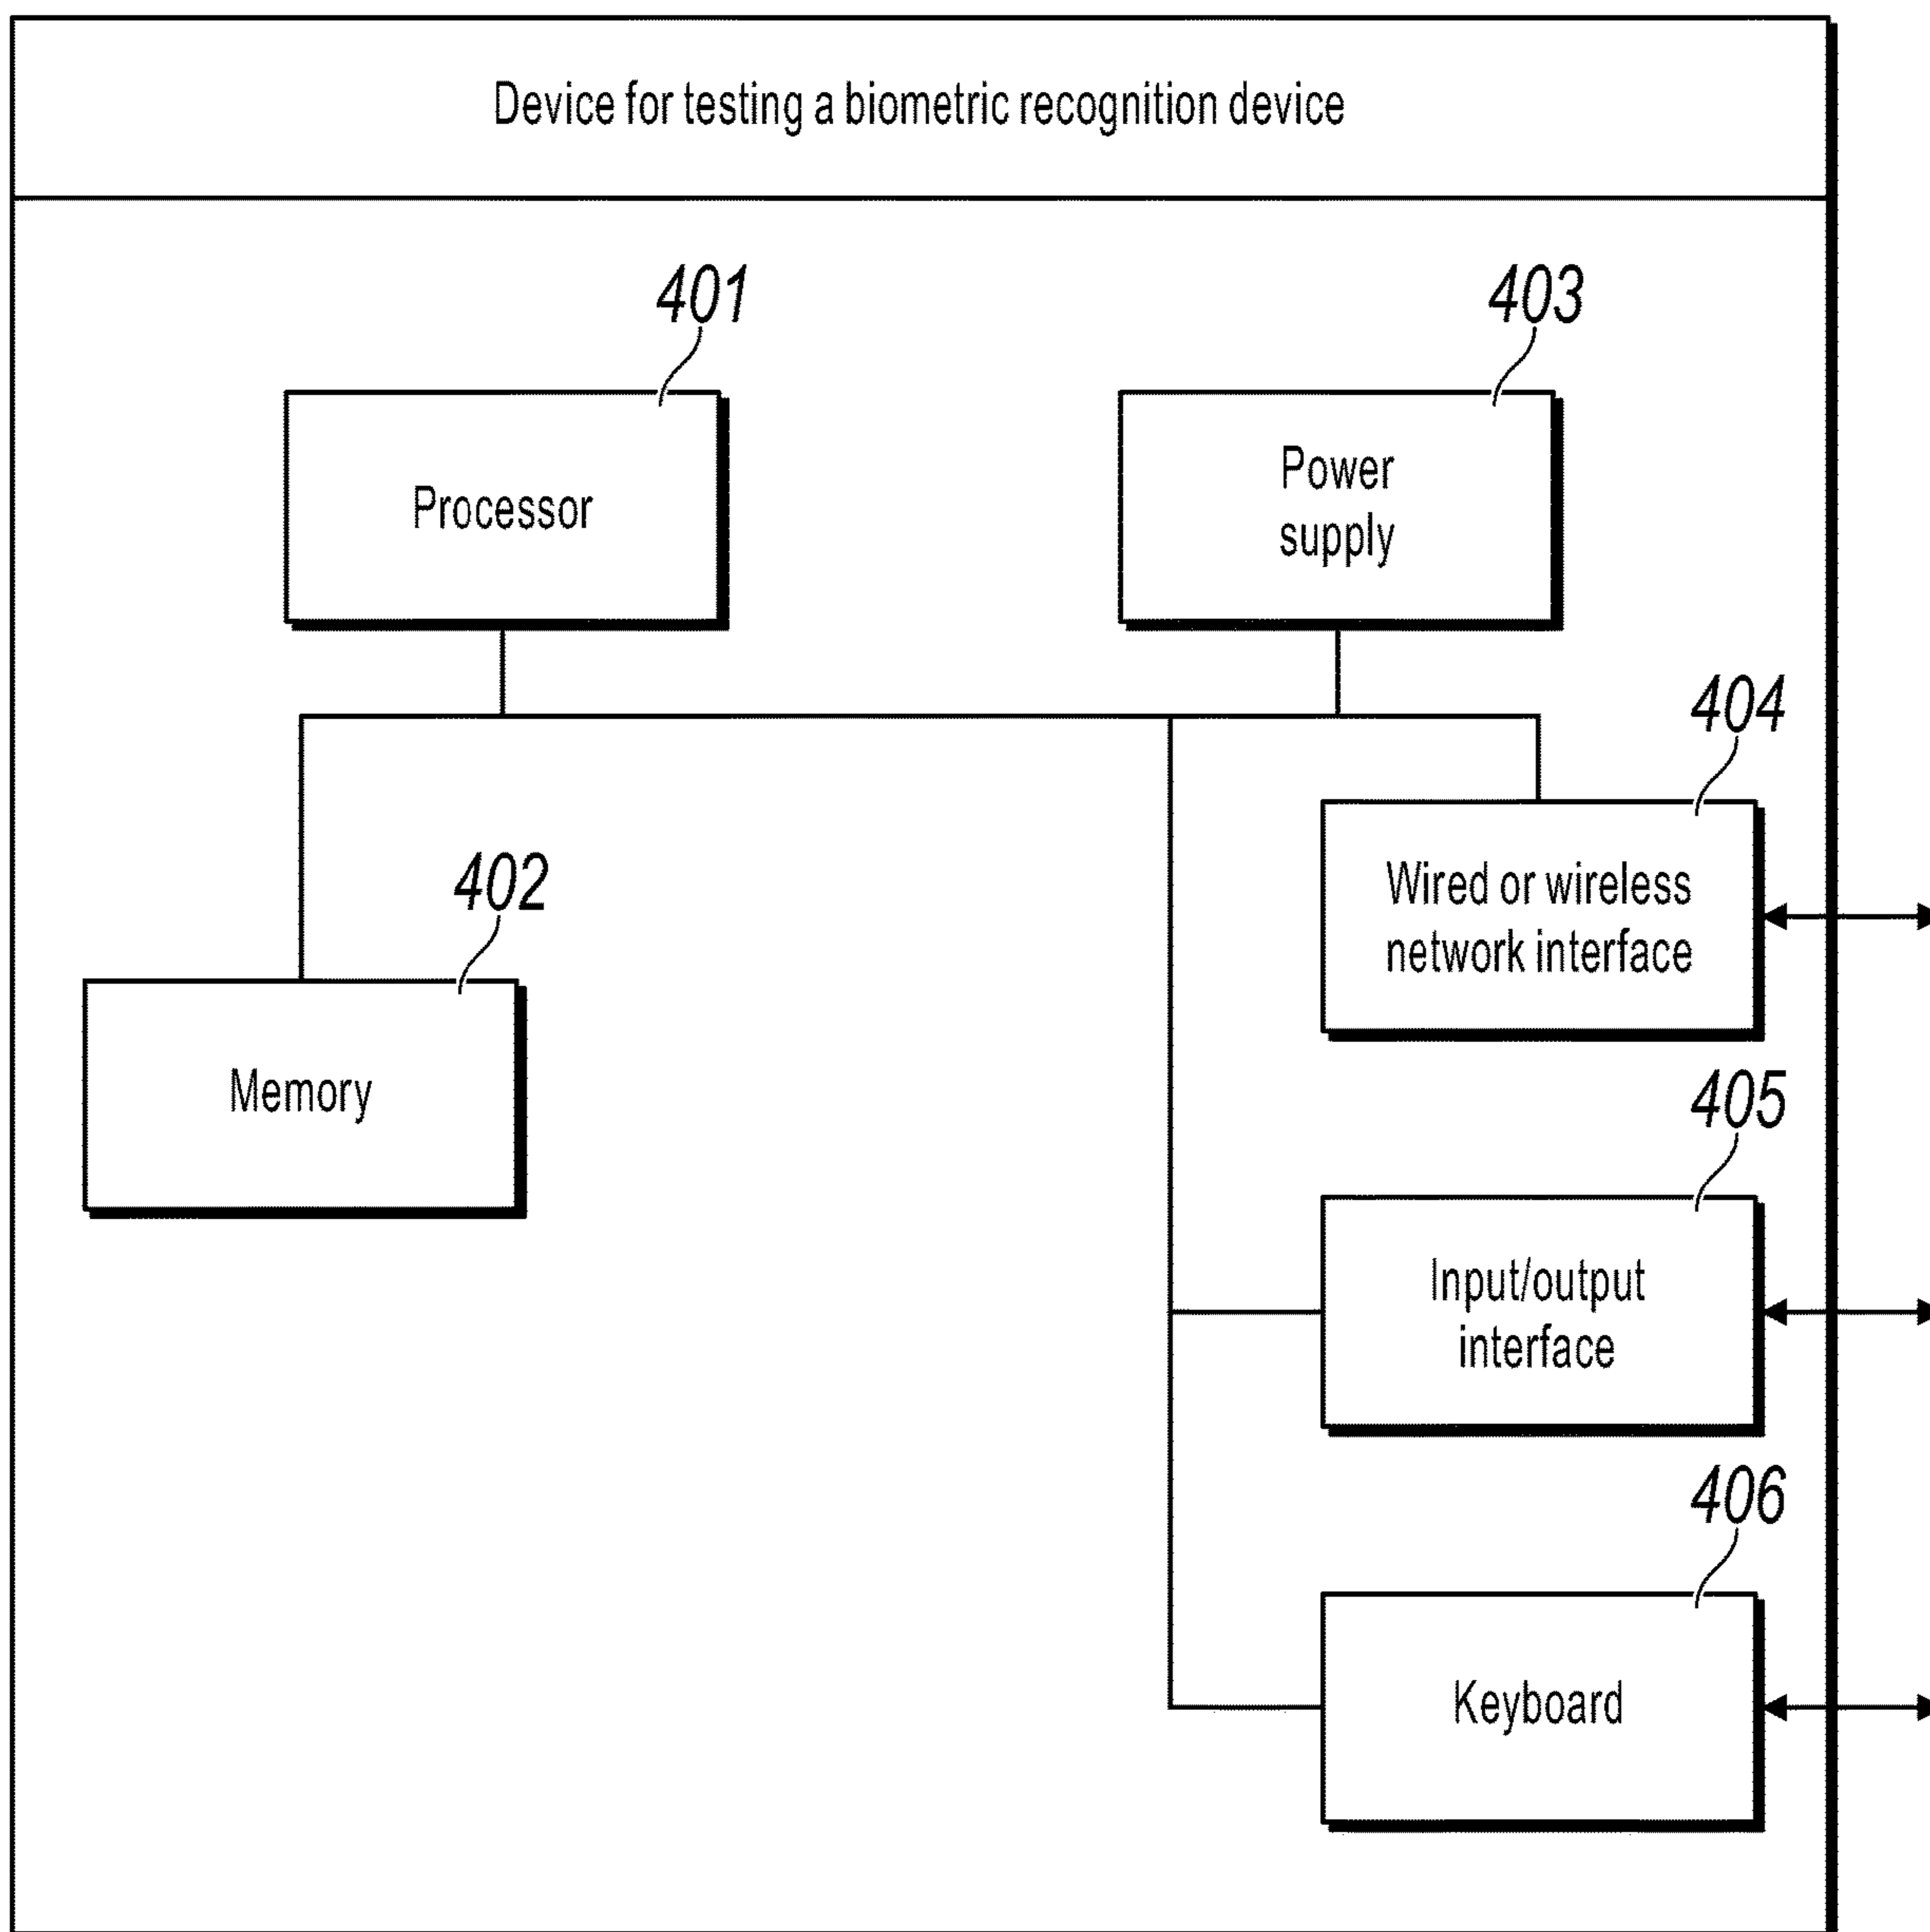 Device for testing a biometric recognition device
401
403
Processor
Power
supply
404
402
Wired or wireless
network interface
Memory
405
Input/output
interface
406
Keyboard